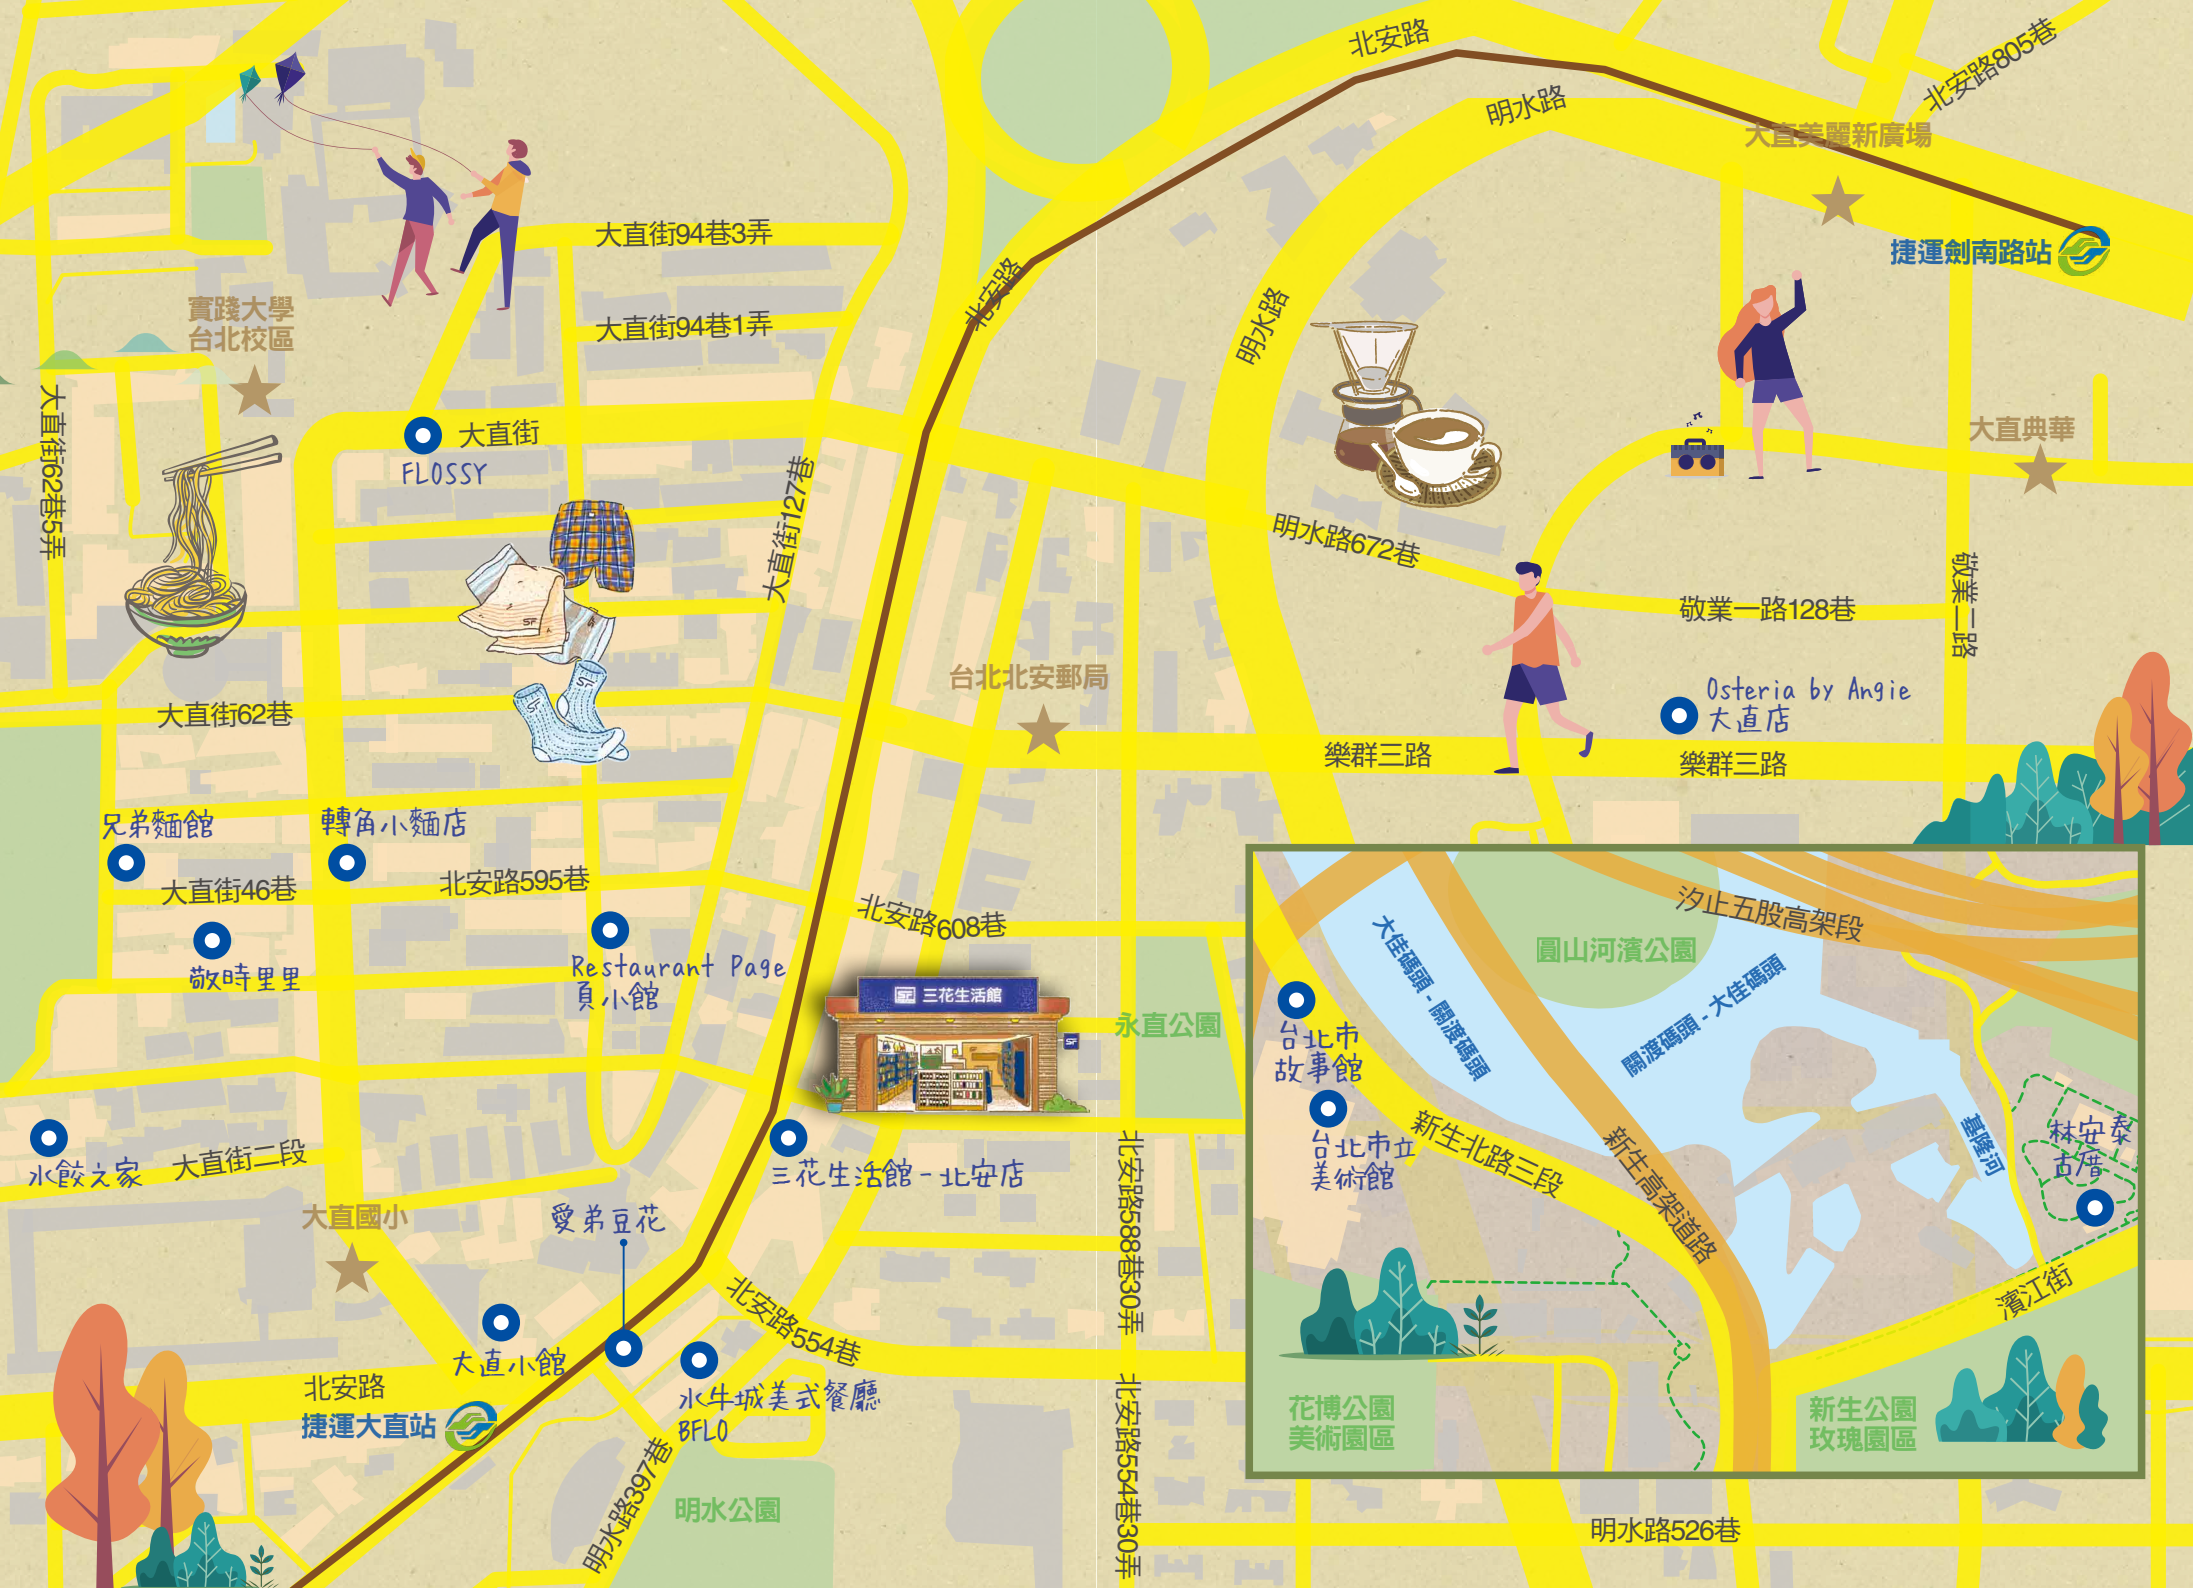 北安路
北安路805巷
明水路
大直美麗新廣場
大直街94巷3弄
捷運劍南路站
北安路
實踐大學
台北校區
大直街94巷1弄
明水路
大直街62巷5弄
大直街
FLOSSY
大直街127巷
大直典華
明水路672巷
敬業一路128巷
敬業二路
SF
SF
台北北安郵局
大直街62巷
Osteria by Angie
大直店
樂群三路
樂群三路
兄弟麵館
轉角小麵店
大直街46巷
北安路595巷
北安路608巷
敬時里里
Restaurant Page
頁小館
SF 三花生活館
SF
永直公園
水餃之家
大直街二段
三花生活館-北安店
大直國小
愛弟豆花
北安路588巷30弄
北安路554巷
大直小館
北安路
捷運大直站
水牛城美式餐廳
BFLO
明水路397巷
明水公園
北安路554巷30弄
明水路526巷
汐止五股高架段
大佳碼頭-關渡碼頭
圓山河濱公園
關渡碼頭-大佳碼頭
台北市
故事館
台北市立
美術館
新生北路三段
新生高架道路
基隆河
林安泰
古厝
濱江街
花博公園
美術園區
新生公園
玫瑰園區